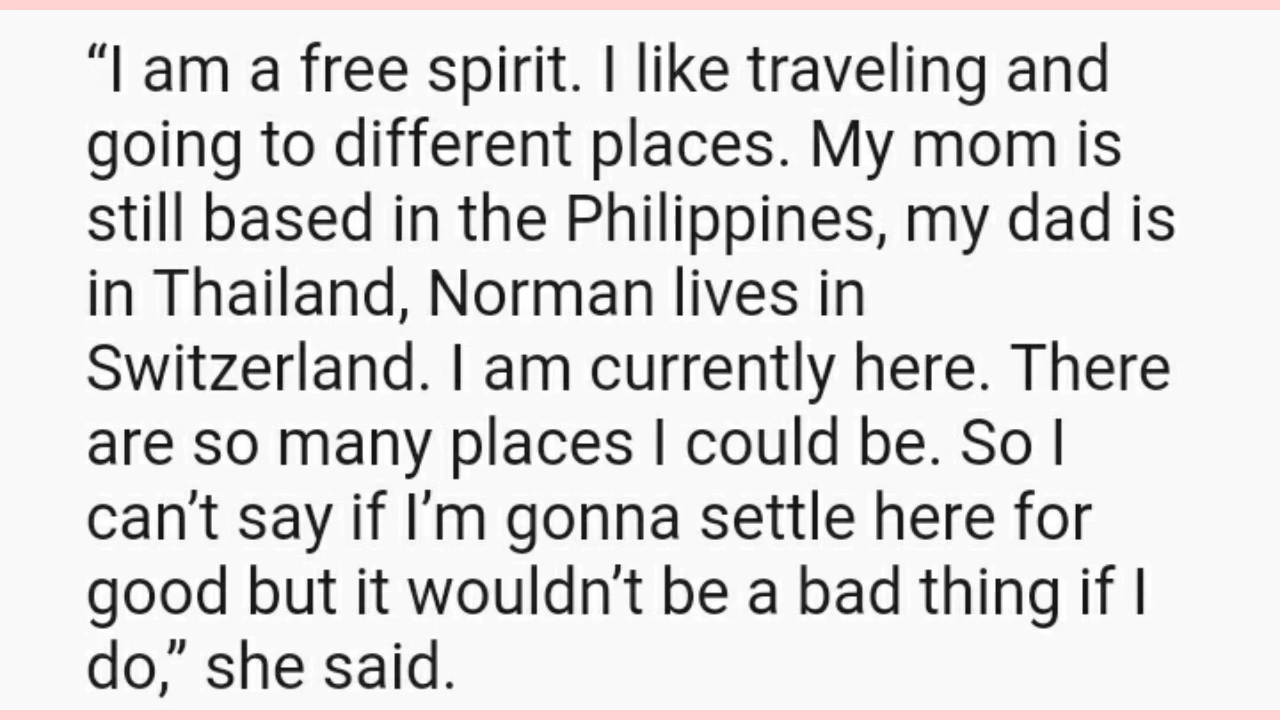 “I am a free spirit. I like traveling and
going to different places. My mom is
still based in the Philippines, my dad is
in Thailand, Norman lives in
Switzerland. I am currently here. There
are so many places I could be. So I
can’t say if I’m gonna settle here for
good but it wouldn’t be a bad thing if I
do,” she said.